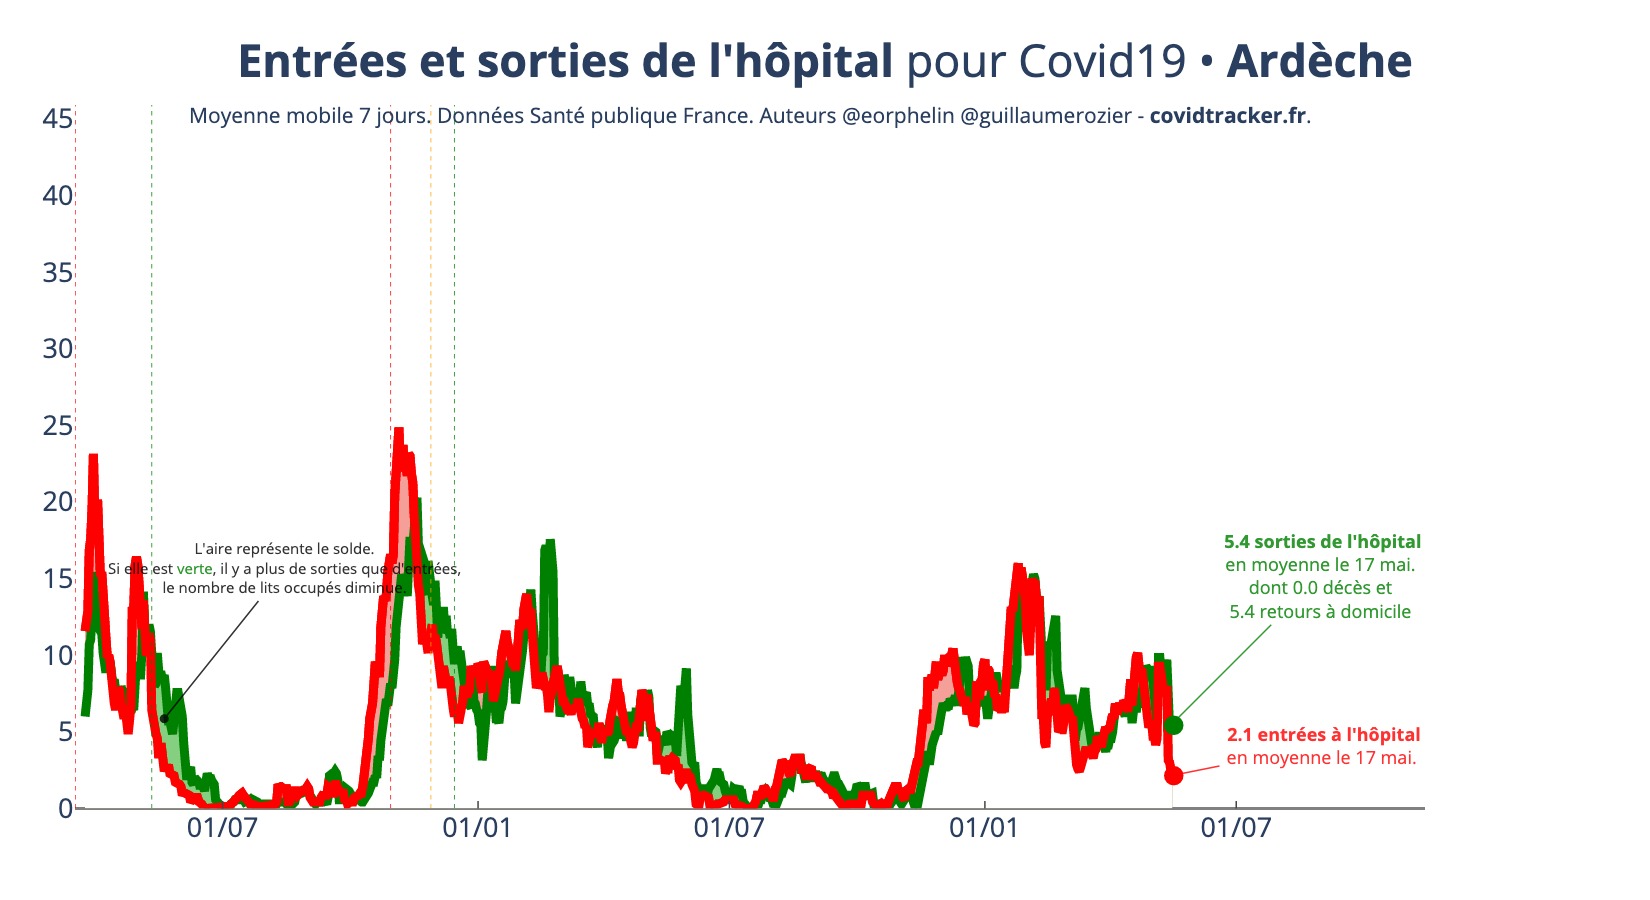 Entrées et sorties de l'hôpital pour Covid19 • Ardèche
Moyenne mobile 7 jours. Données Santé publique France. Auteurs @eorphelin @guillaumerozier - covidtracker.fr.
45
40
35
30
25
20
15
10
5
0
L'aire représente le solde.
Si elle est verte, il y a plus de sorties que d'entrées,
le nombre de lits occupés diminue.
5.4 sorties de l'hôpital
en moyenne le 17 mai.
dont 0.0 décès et
5.4 retours à domicile
2.1 entrées à l'hôpital
en moyenne le 17 mai.
01/07
01/01
01/07
01/01
01/07